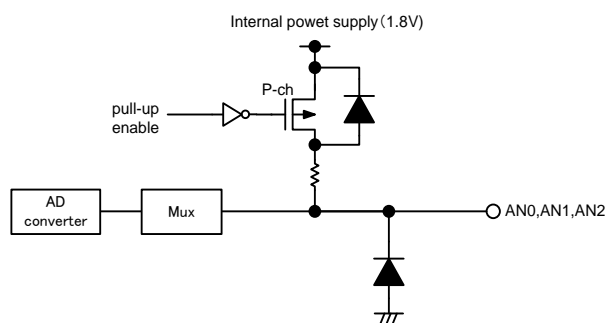 Internal powet supply(1.8V)
P-ch
pull-up
enable
AD
converter
Mux
AN0,AN1,AN2